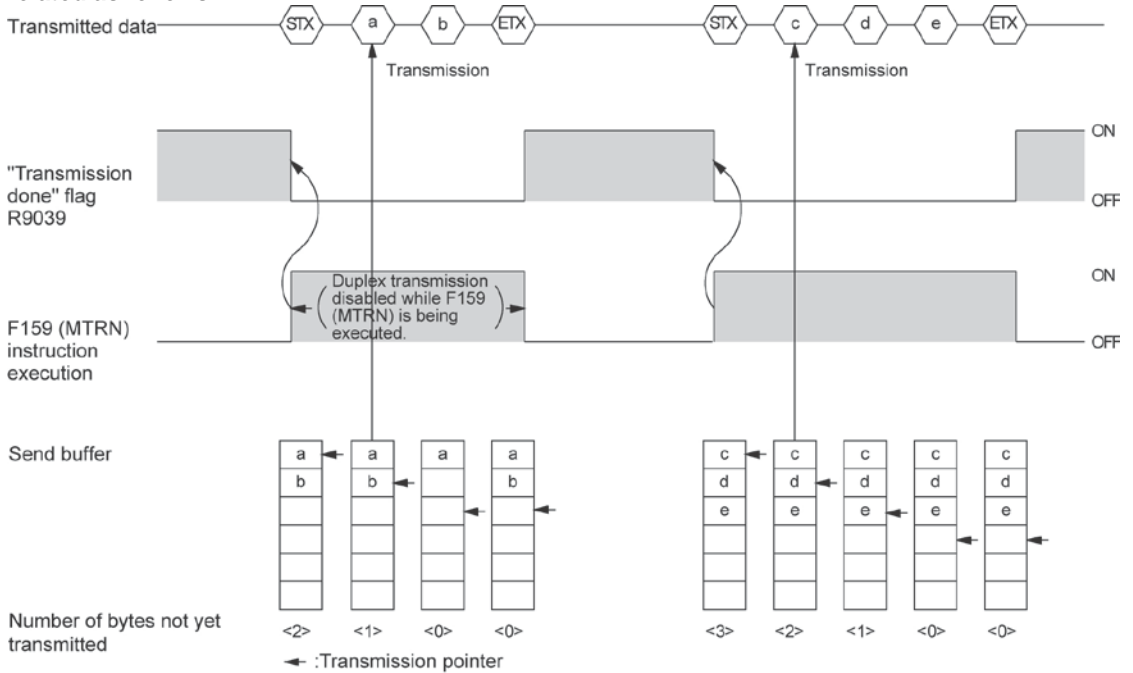 Transmitted data STX a b ETX STX c d e ETX
Transmission Transmission
ON
"Transmission
done" flag
R9039
OFF
ON
Duplex transmission
disabled while F159
(MTRN) is being
executed.
F159 (MTRN)
instruction
execution
OFF
Send buffer
a a a a c c c c c
b b b d d d d d
e e e e e
Number of bytes not yet
transmitted
<2> <1> <0> <0> <3> <2> <1> <0> <0>
:Transmission pointer